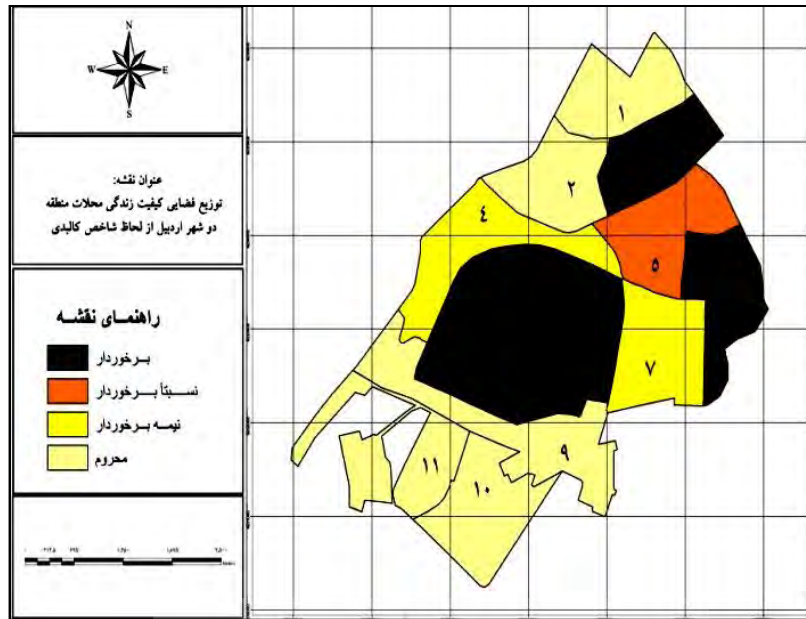 N
W E
S
عنوان نقشه:
توزیع فضایی کیفیت زندگی محلات منطقه
دو شهر اردبیل از لحاظ شاخص کالبدی
راهنمای نقشه
برخوردار
نسبتأ برخوردار
نیمه برخوردار
محروم
۱
۲
۴
۵
۷
۹
۱۱
۱۰